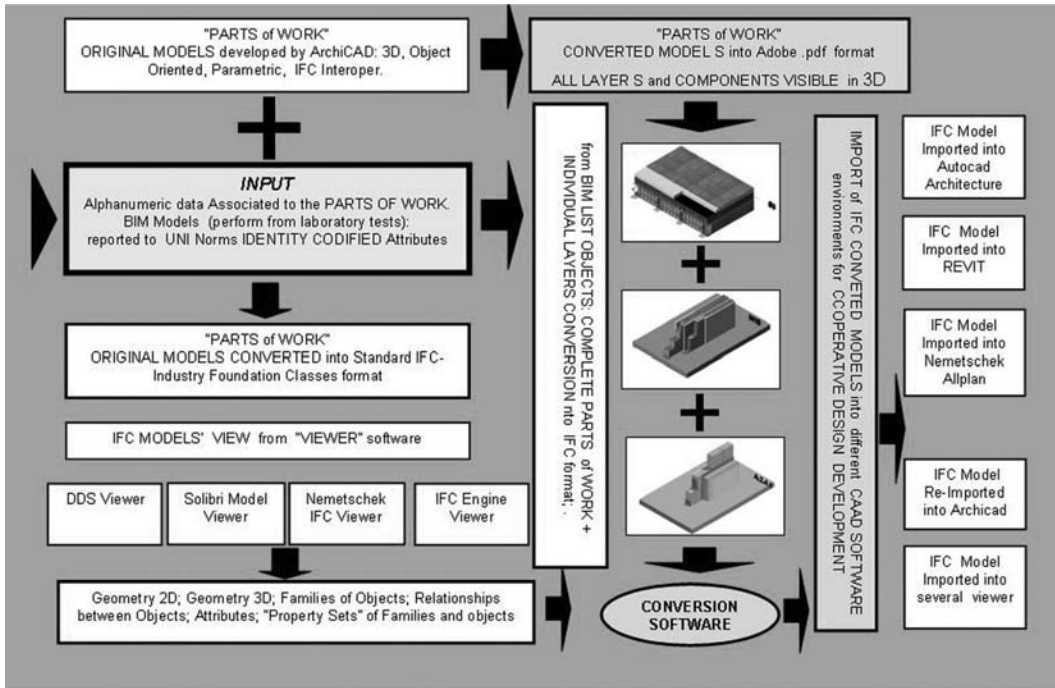 "PARTS of WORK"
ORIGINAL MODELS developed by ArchiCAD: 3D, Object
Oriented, Parametric, IFC Interoper.
"PARTS of WORK"
CONVERTED MODEL S into Adobe .pdf format
ALL LAYER S and COMPONENTS VISIBLE in 3D
INPUT
Alphanumeric data Associated to the PARTS OF WORK.
BIM Models (perform from laboratory tests):
reported to UNI Norms IDENTITY CODIFIED Attributes
"PARTS of WORK"
ORIGINAL MODELS CONVERTED into Standard IFC-
Industry Foundation Classes format
IFC MODELS' VIEW from "VIEWER" software
DDS Viewer
Solibri Model
Viewer
Nemetschek
IFC Viewer
IFC Engine
Viewer
Geometry 2D; Geometry 3D; Families of Objects; Relationships
between Objects; Attributes; "Property Sets" of Families and objects
from BIM LIST OBJECTS: COMPLETE PARTS of WORK +
INDIVIDUAL LAYERS CONVERSION nto IFC format; .
CONVERSION
SOFTWARE
IMPORT of IFC CONVETED MODELS into different CAAD SOFTWARE
environments for CCOPERATIVE DESIGN DEVELOPMENT
IFC Model
Imported into
Autocad
Architecture
IFC Model
Imported into
REVIT
IFC Model
Imported into
Nemetschek
Allplan
IFC Model
Re-Imported
into Archicad
IFC Model
Imported into
several viewer